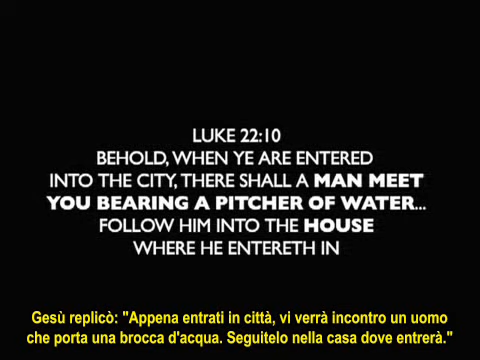 LUKE 22:10
BEHOLD, WHEN YE ARE ENTERED
INTO THE CITY, THERE SHALL A MAN MEET
YOU BEARING A PITCHER OF WATER...
FOLLOW HIM INTO THE HOUSE
WHERE HE ENTERETH IN
Gesù replicò: "Appena entrati in città, vi verrà incontro un uomo
che porta una brocca d'acqua. Seguitelo nella casa dove entrerà."